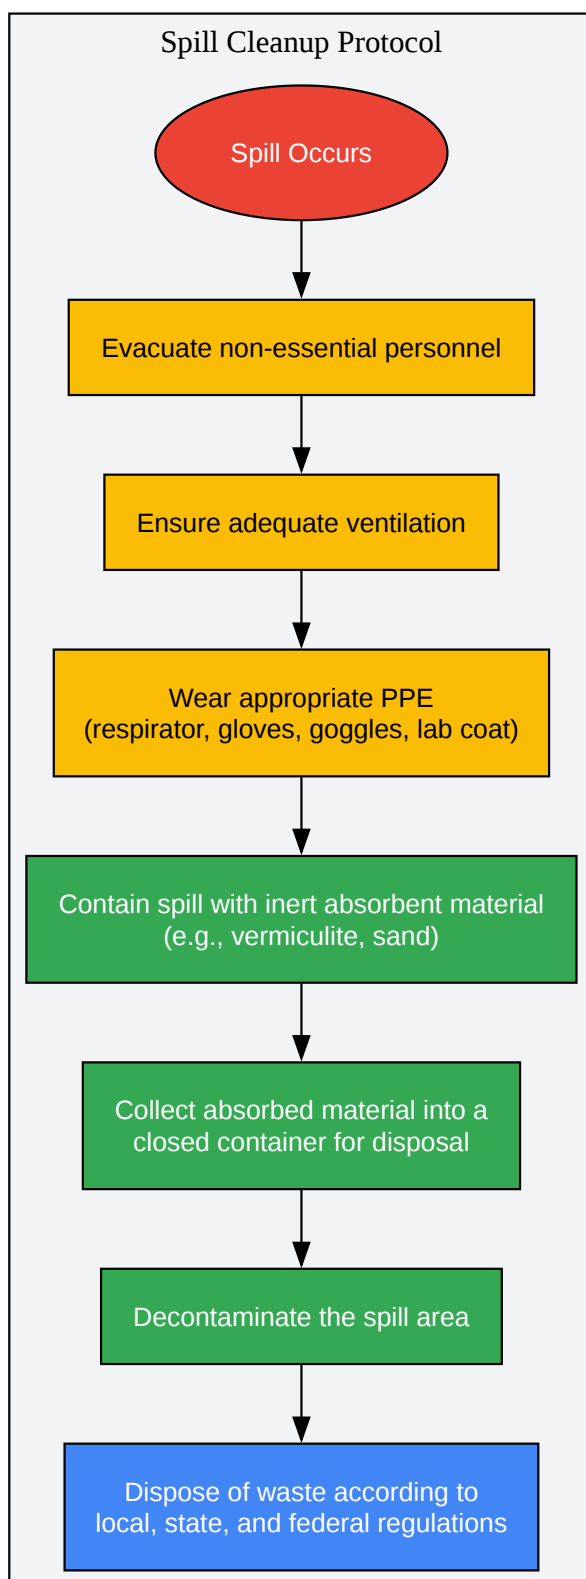 Spill Cleanup Protocol
Spill Occurs
Evacuate non-essential personnel
Ensure adequate ventilation
Wear appropriate PPE
(respirator, gloves, goggles, lab coat)
Contain spill with inert absorbent material
(e.g., vermiculite, sand)
Collect absorbed material into a
closed container for disposal
Decontaminate the spill area
Dispose of waste according to
local, state, and federal regulations